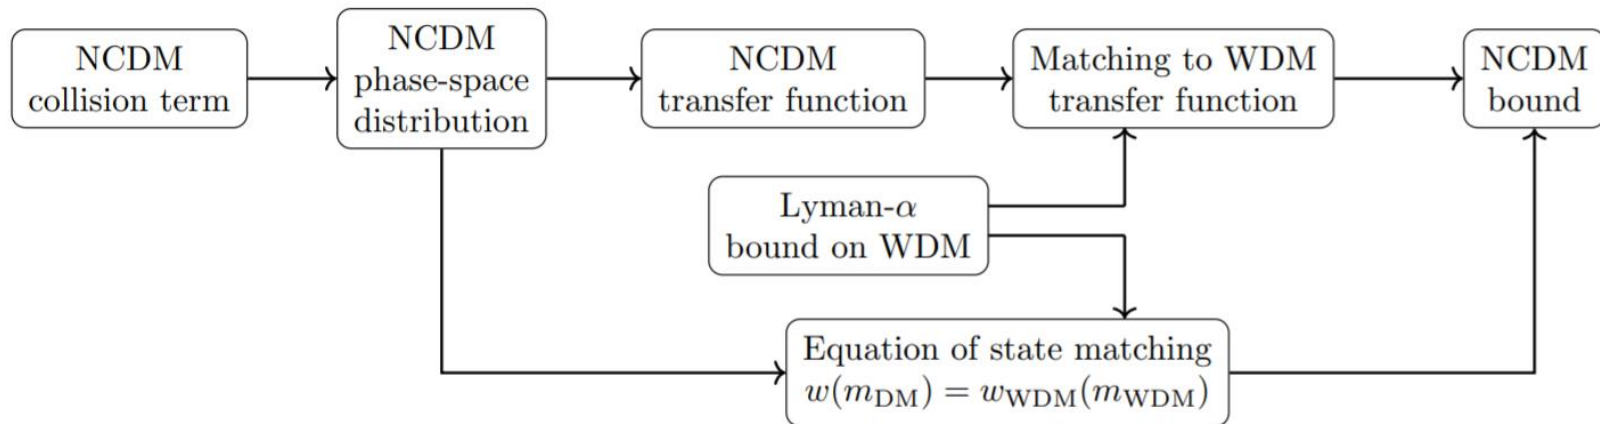 NCDM
collision term
NCDM
phase-space
distribution
NCDM
transfer function
Matching to WDM
transfer function
NCDM
bound
Lyman-α
bound on WDM
Equation of state matching
w(m_DM) = w_WDM(m_WDM)